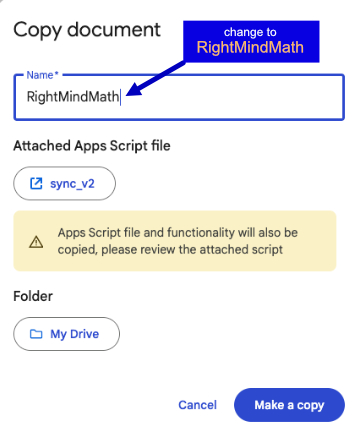 Copy document
change to
RightMindMath
Name*
RightMindMath
Attached Apps Script file
sync_v2
Apps Script file and functionality will also be
copied, please review the attached script
Folder
My Drive
Cancel
Make a copy